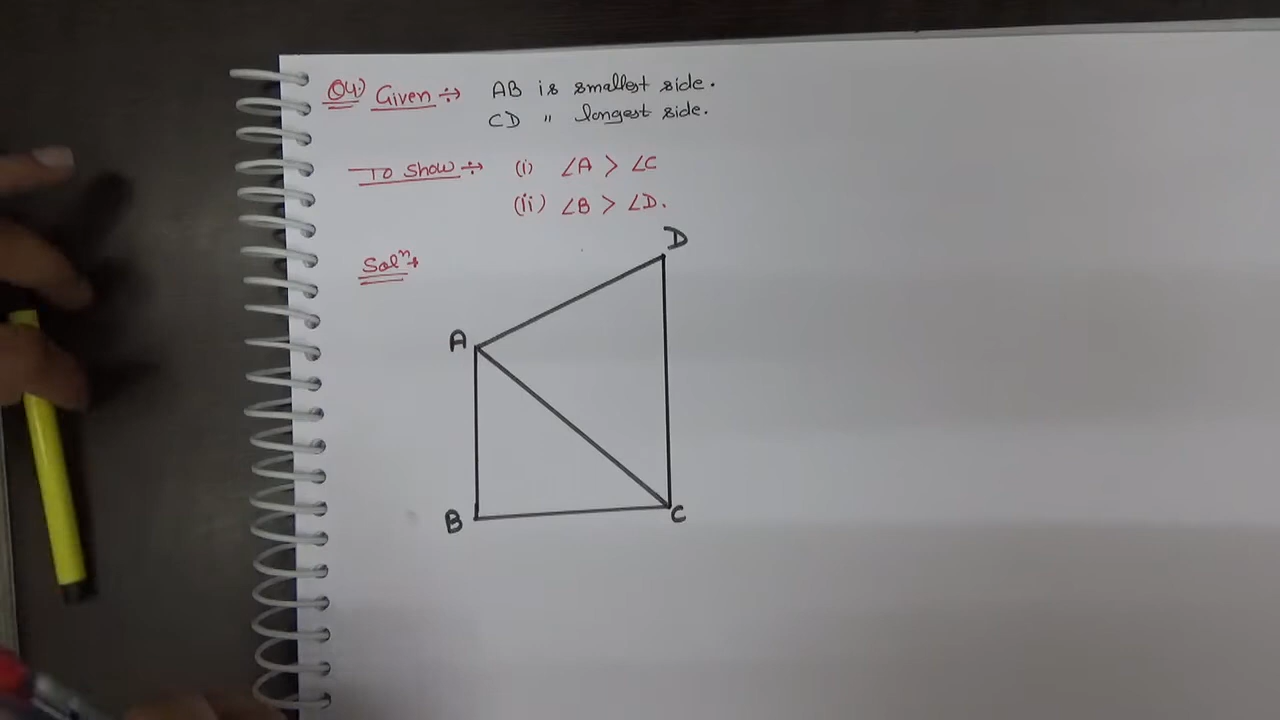 Q4.) Given ÷ AB is smallest side.
CD " longest side.
To show ÷ (i) ∠A > ∠C
(ii) ∠B > ∠D.
Solⁿ→
D
A
B
C